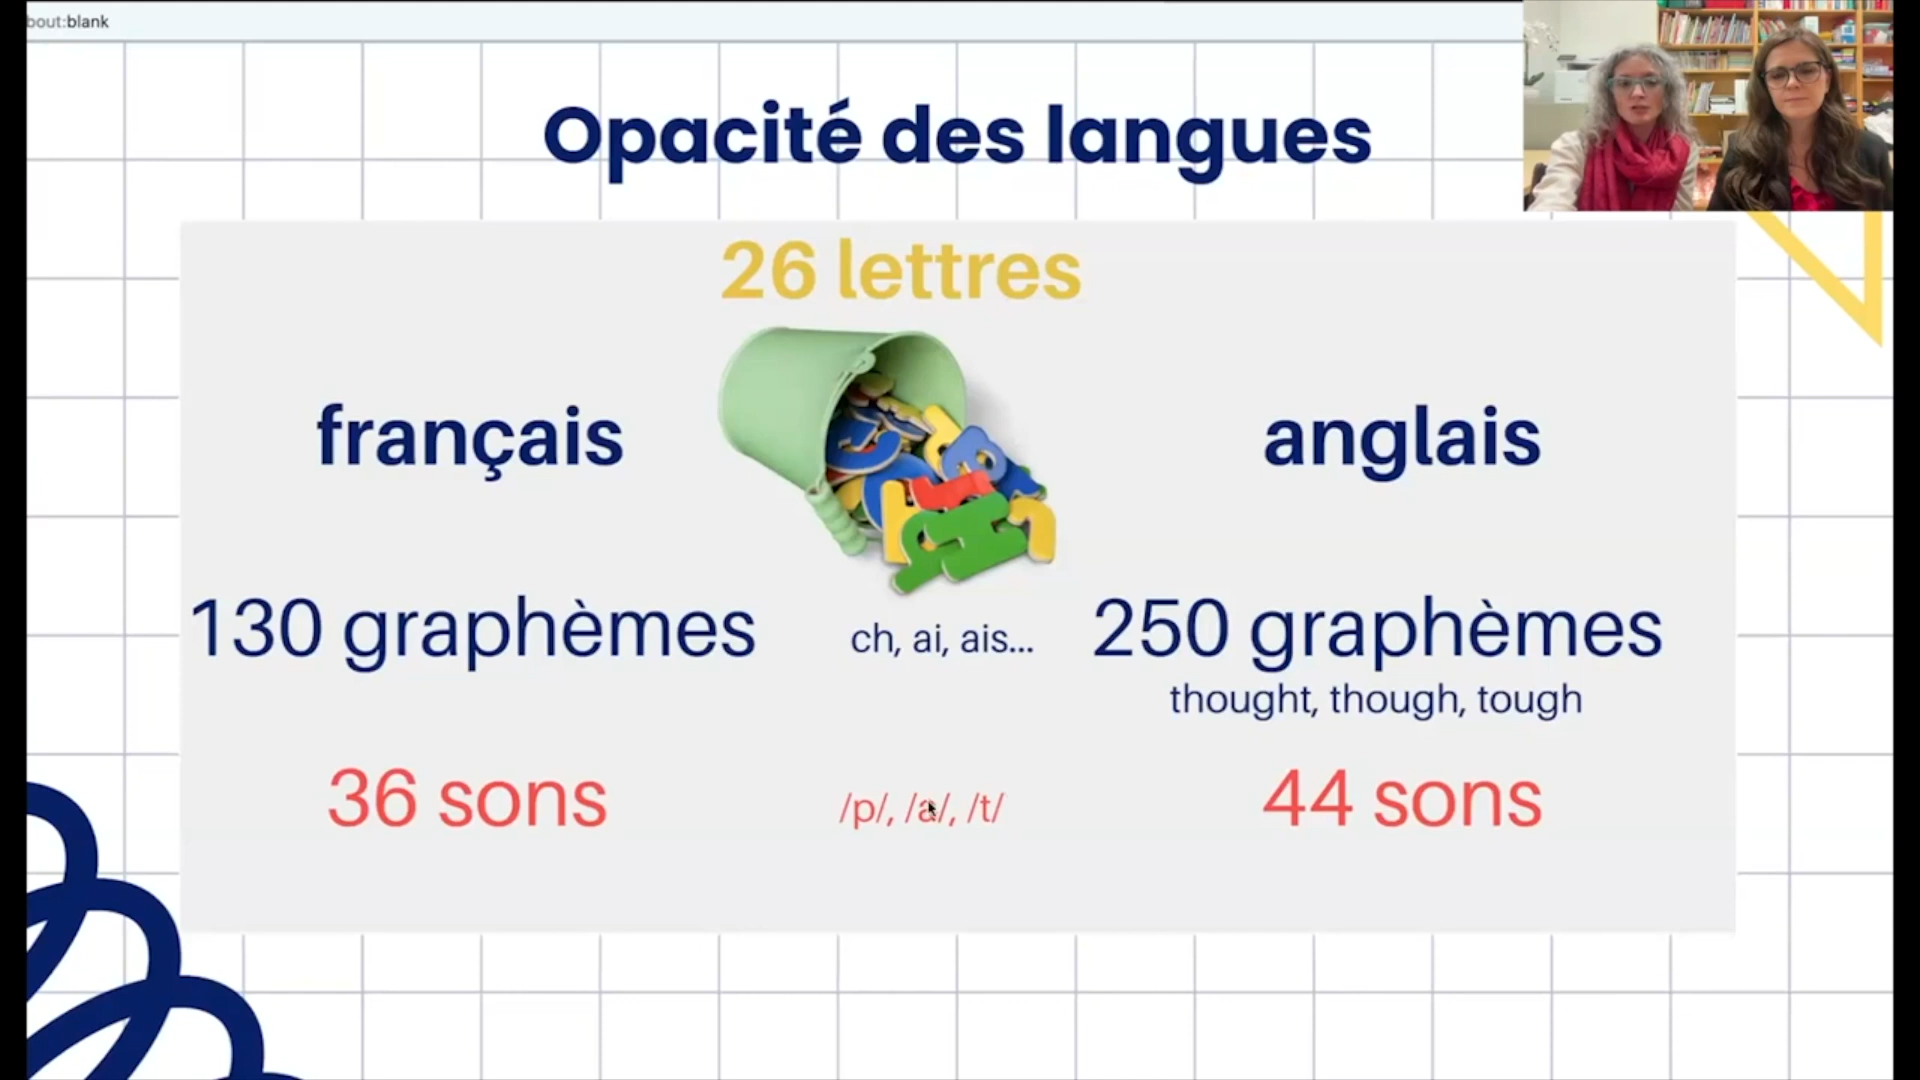 bout:blank
Opacité des langues
26 lettres
français
anglais
130 graphèmes
ch, ai, ais...
250 graphèmes
thought, though, tough
36 sons
/p/, /a/, /t/
44 sons